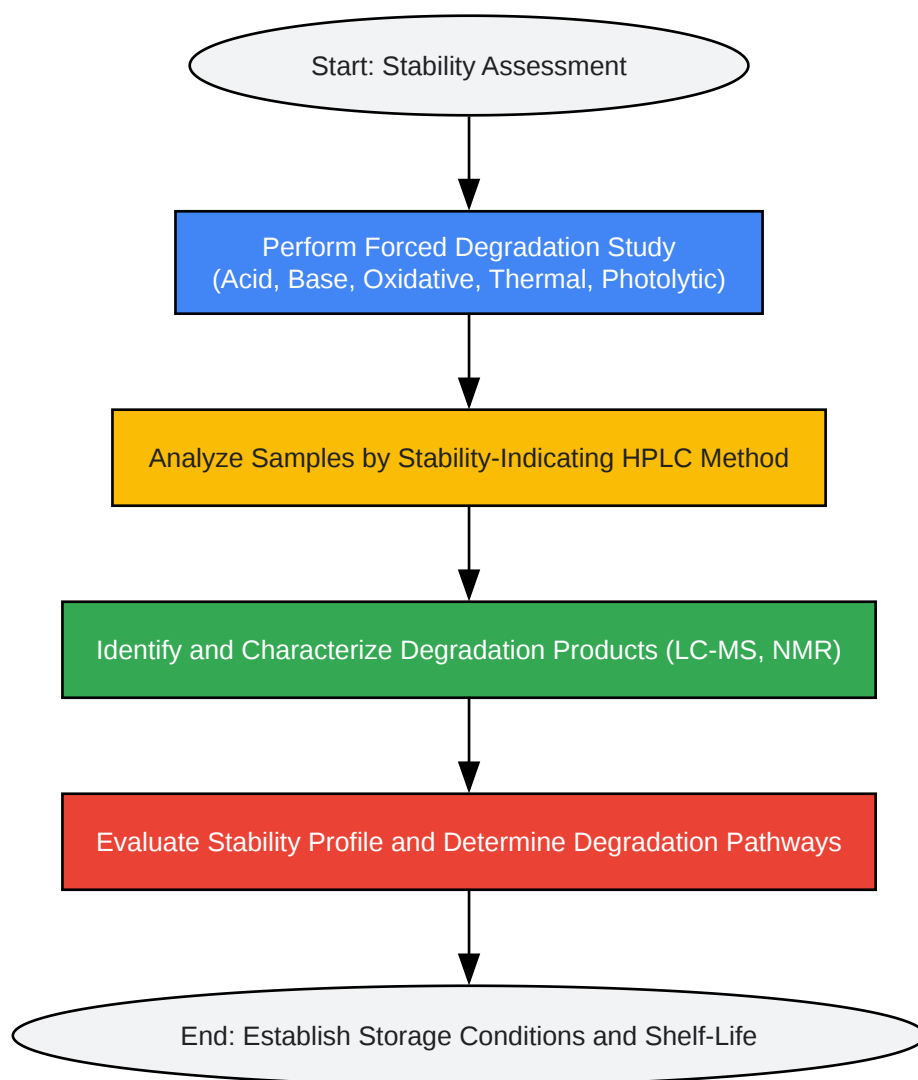 Start: Stability Assessment
Perform Forced Degradation Study
(Acid, Base, Oxidative, Thermal, Photolytic)
Analyze Samples by Stability-Indicating HPLC Method
Identify and Characterize Degradation Products (LC-MS, NMR)
Evaluate Stability Profile and Determine Degradation Pathways
End: Establish Storage Conditions and Shelf-Life